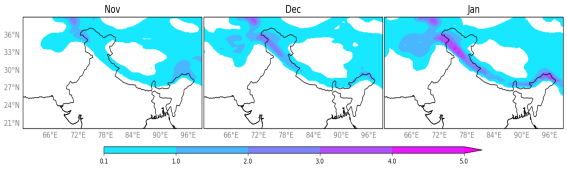 Nov Dec Jan
36°E
33°N
30°N
27°N
24°N
21°N
66°E 72°E 78°E 84°E 90°E 96°E 66°E 72°E 78°E 84°E 90°E 96°E 66°E 72°E 78°E 84°E 90°E 96°E
0.1 1.0 2.0 3.0 4.0 5.0